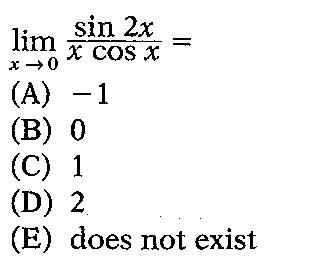 lim x→0 sin 2x / x cos x =
(A) −1
(B) 0
(C) 1
(D) 2
(E) does not exist